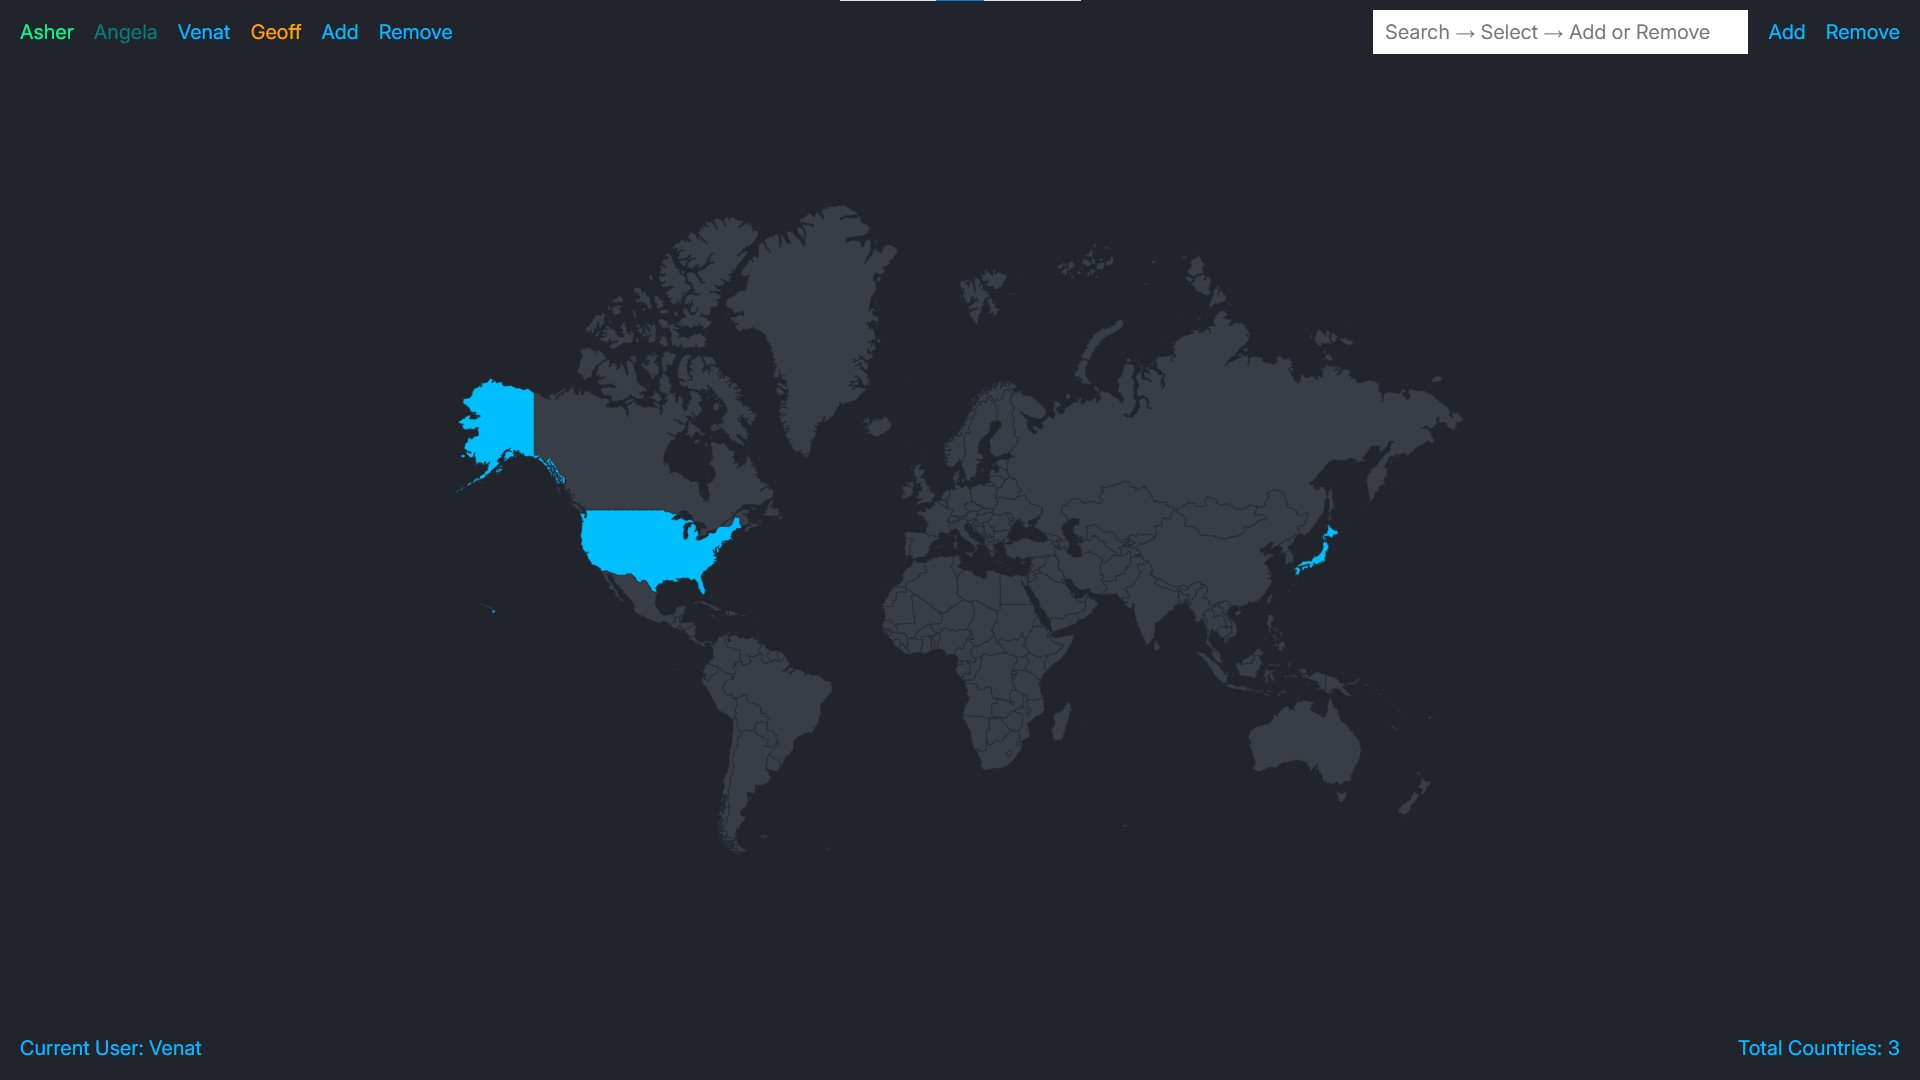 Asher Angela Venat Geoff Add Remove
Search → Select → Add or Remove Add Remove
Current User: Venat
Total Countries: 3